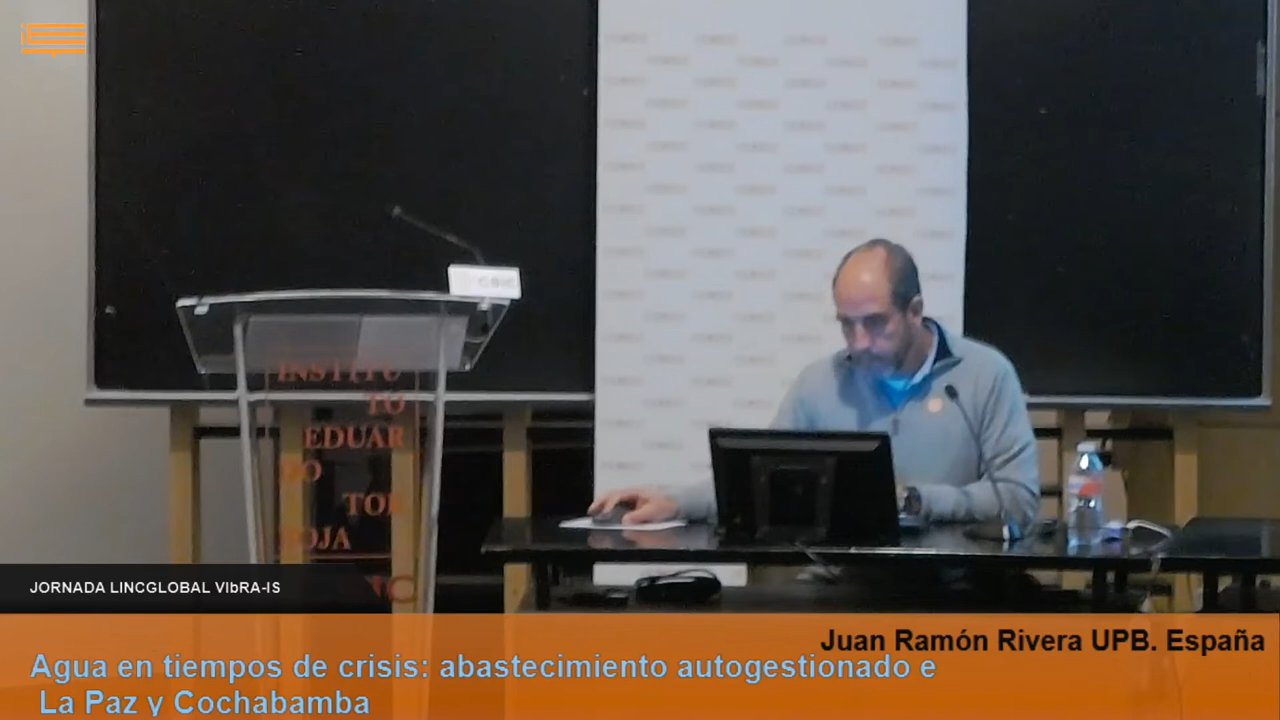 CSIC
INSTITU
TO
EDUAR
DO
TOR
ROJA
JORNADA LINCGLOBAL VIbRA-IS
Juan Ramón Rivera UPB. España
Agua en tiempos de crisis: abastecimiento autogestionado e
La Paz y Cochabamba